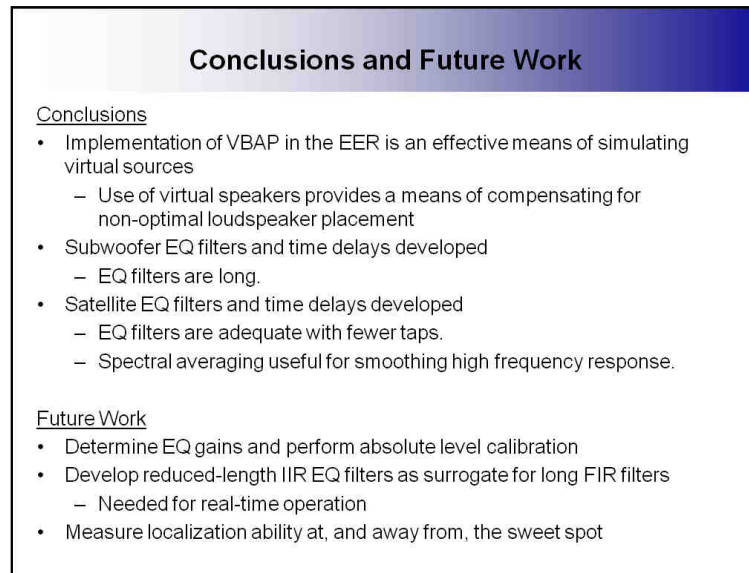 Conclusions and Future Work
Conclusions
• Implementation of VBAP in the EER is an effective means of simulating
virtual sources
– Use of virtual speakers provides a means of compensating for
non-optimal loudspeaker placement
• Subwoofer EQ filters and time delays developed
– EQ filters are long.
• Satellite EQ filters and time delays developed
– EQ filters are adequate with fewer taps.
– Spectral averaging useful for smoothing high frequency response.
Future Work
• Determine EQ gains and perform absolute level calibration
• Develop reduced-length IIR EQ filters as surrogate for long FIR filters
– Needed for real-time operation
• Measure localization ability at, and away from, the sweet spot